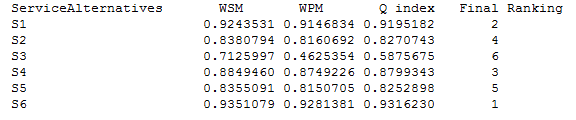 ServiceAlternatives WSM WPM Q index Final Ranking
S1 0.9243531 0.9146834 0.9195182 2
S2 0.8380794 0.8160692 0.8270743 4
S3 0.7125997 0.4625354 0.5875675 6
S4 0.8849460 0.8749226 0.8799343 3
S5 0.8355091 0.8150705 0.8252898 5
S6 0.9351079 0.9281381 0.9316230 1